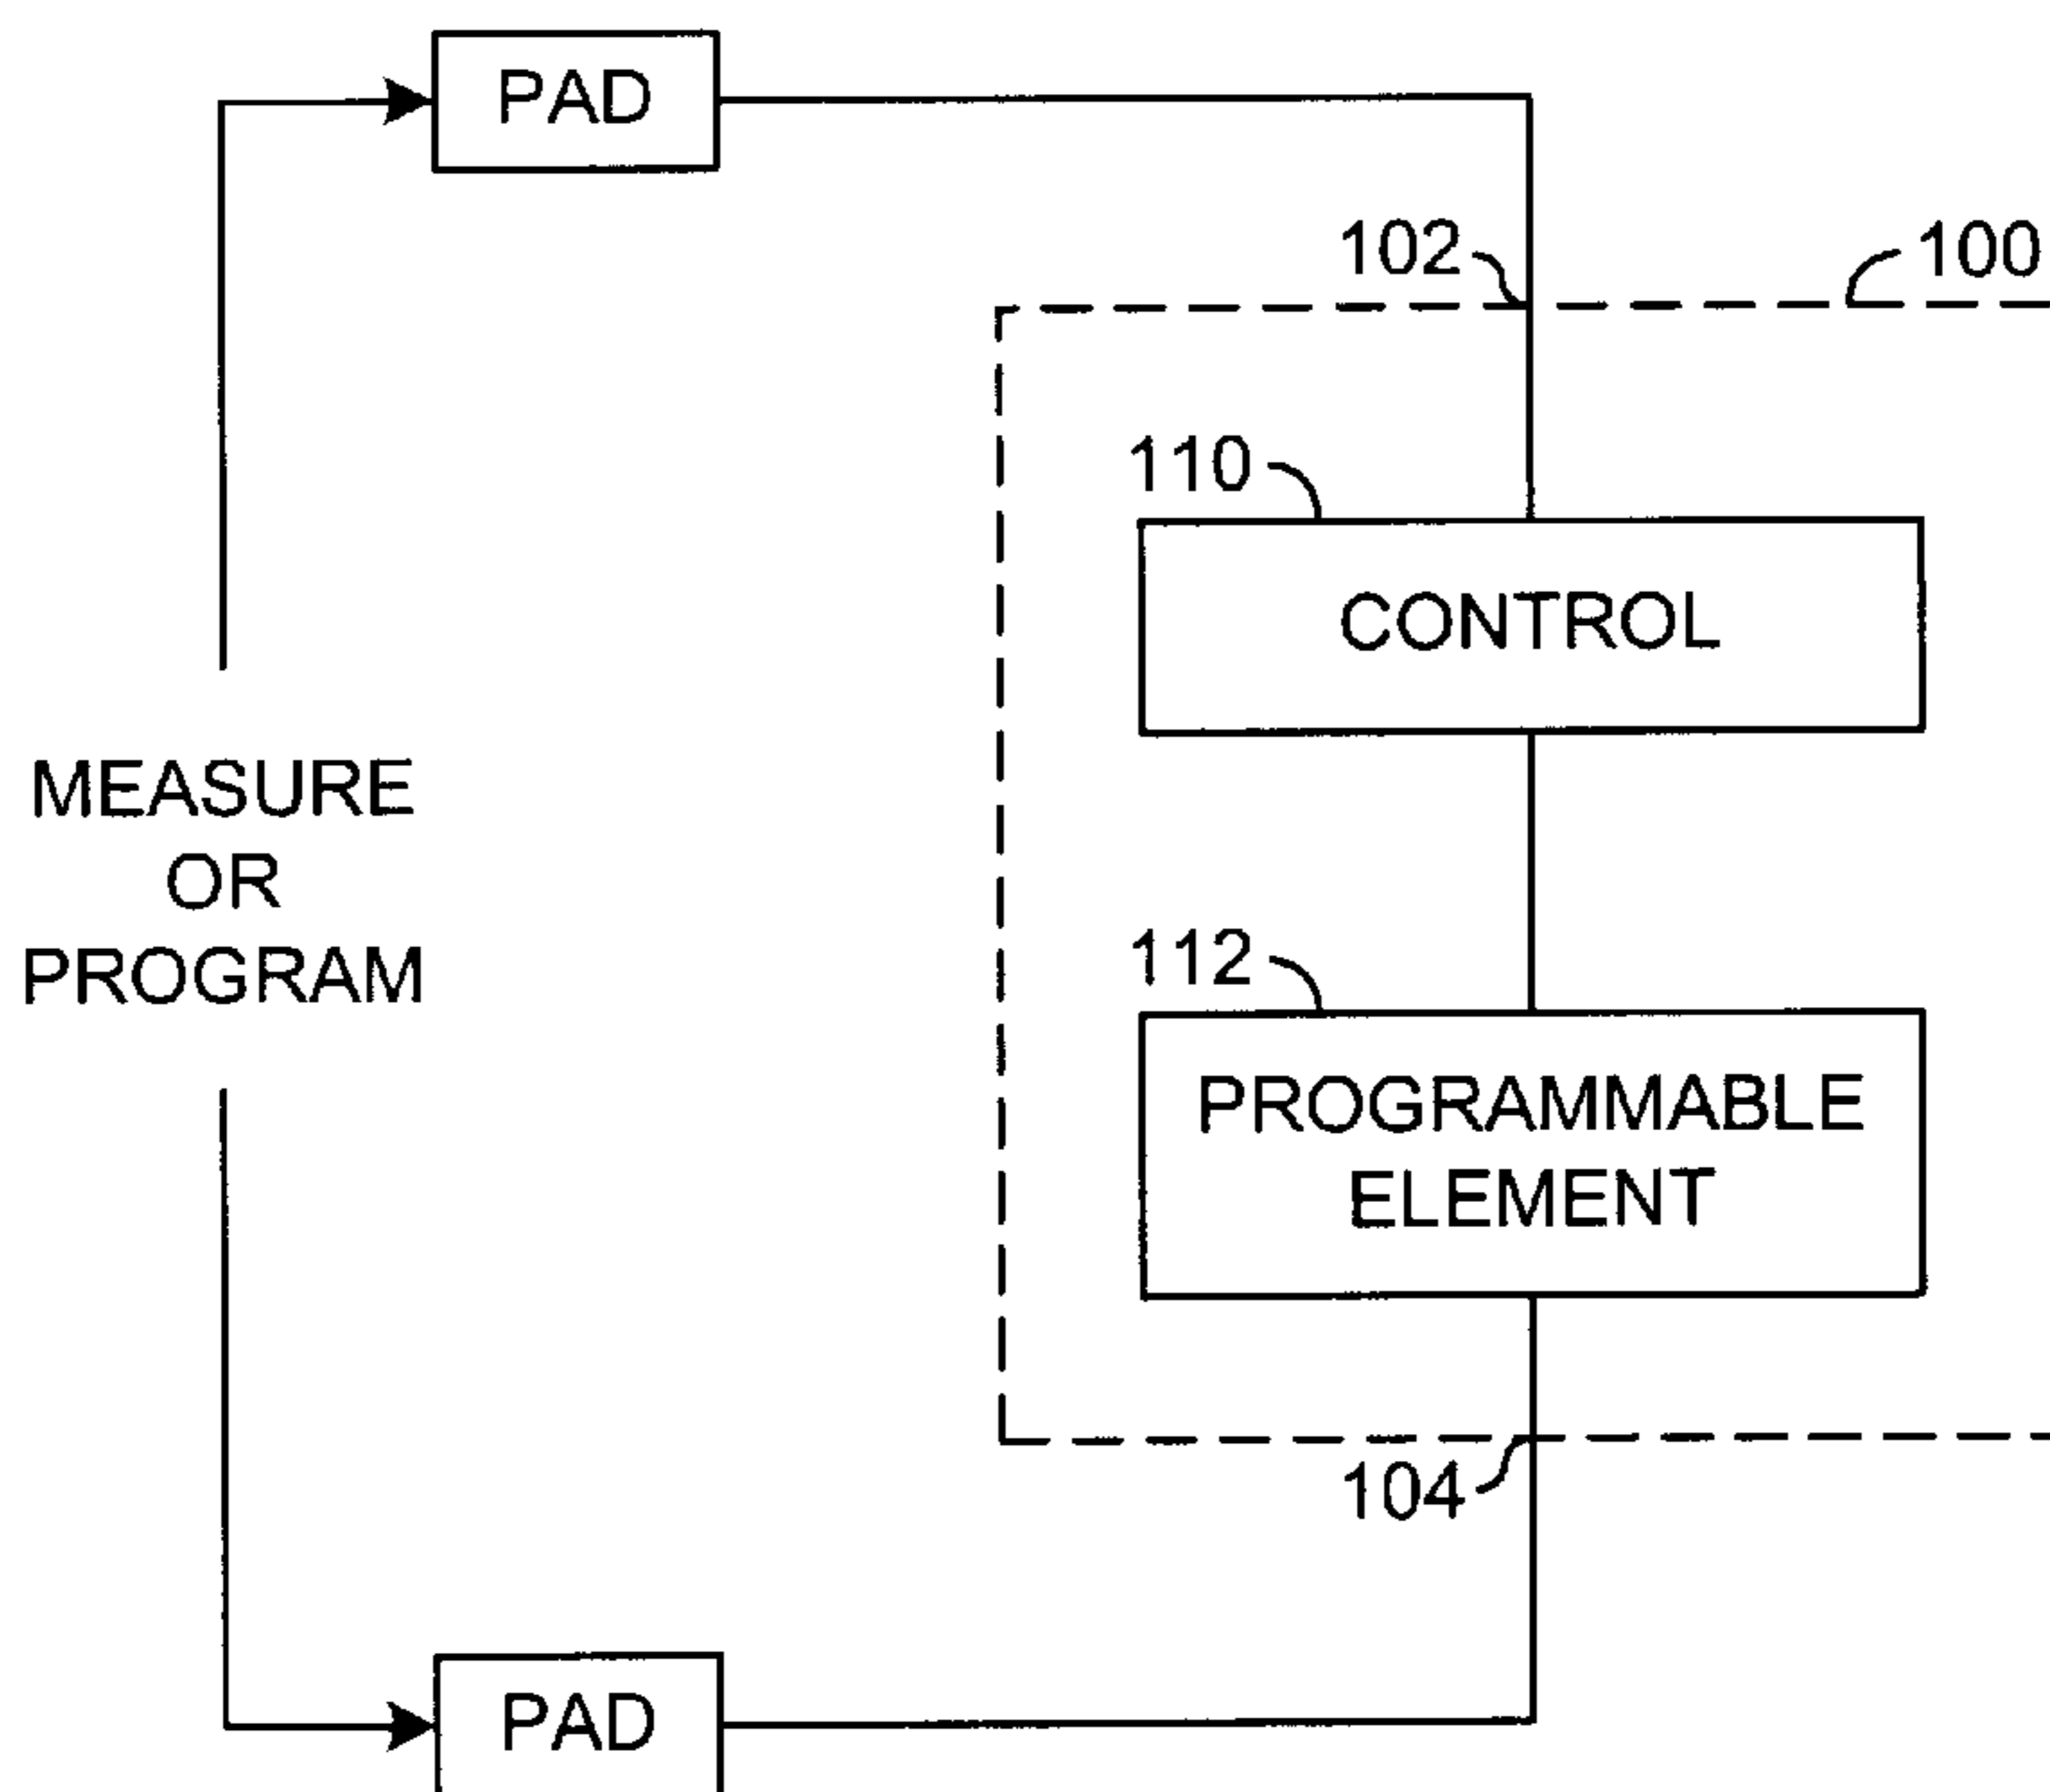 PAD
102
100
110
CONTROL
MEASURE
OR
PROGRAM
112
PROGRAMMABLE
ELEMENT
104
PAD